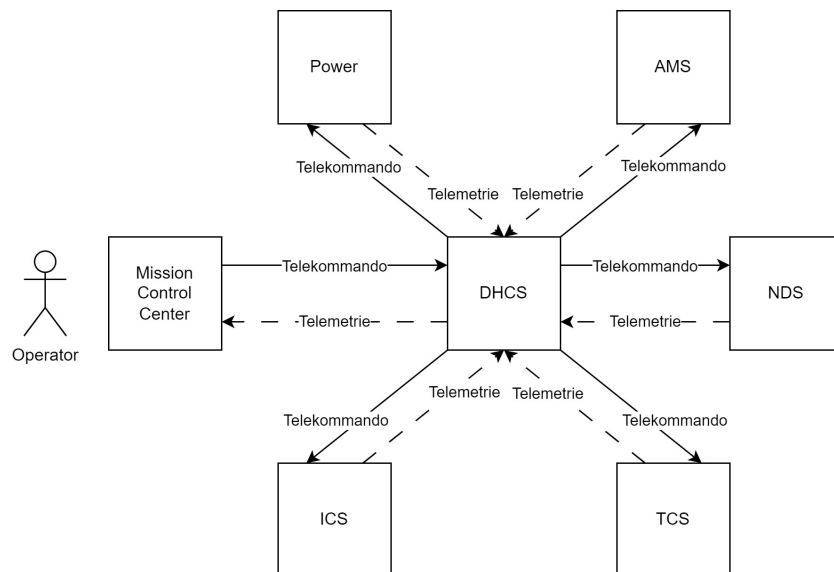 Power
AMS
Telekommando
Telekommando
Telemetrie
Telemetrie
Mission
Control
Center
Telekommando
DHCS
Telekommando
NDS
-Telemetrie
Telemetrie
Operator
Telemetrie
Telemetrie
Telekommando
Telekommando
ICS
TCS